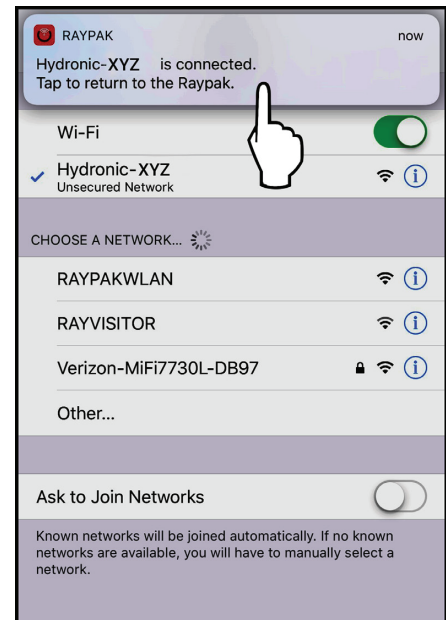 RAYPAK now
Hydronic-XYZ is connected.
Tap to return to the Raypak.
Wi-Fi
Hydronic-XYZ
Unsecured Network
CHOOSE A NETWORK...
RAYPAKWLAN
RAYVISITOR
Verizon-MiFi7730L-DB97
Other...
Ask to Join Networks
Known networks will be joined automatically. If no known
networks are available, you will have to manually select a
network.